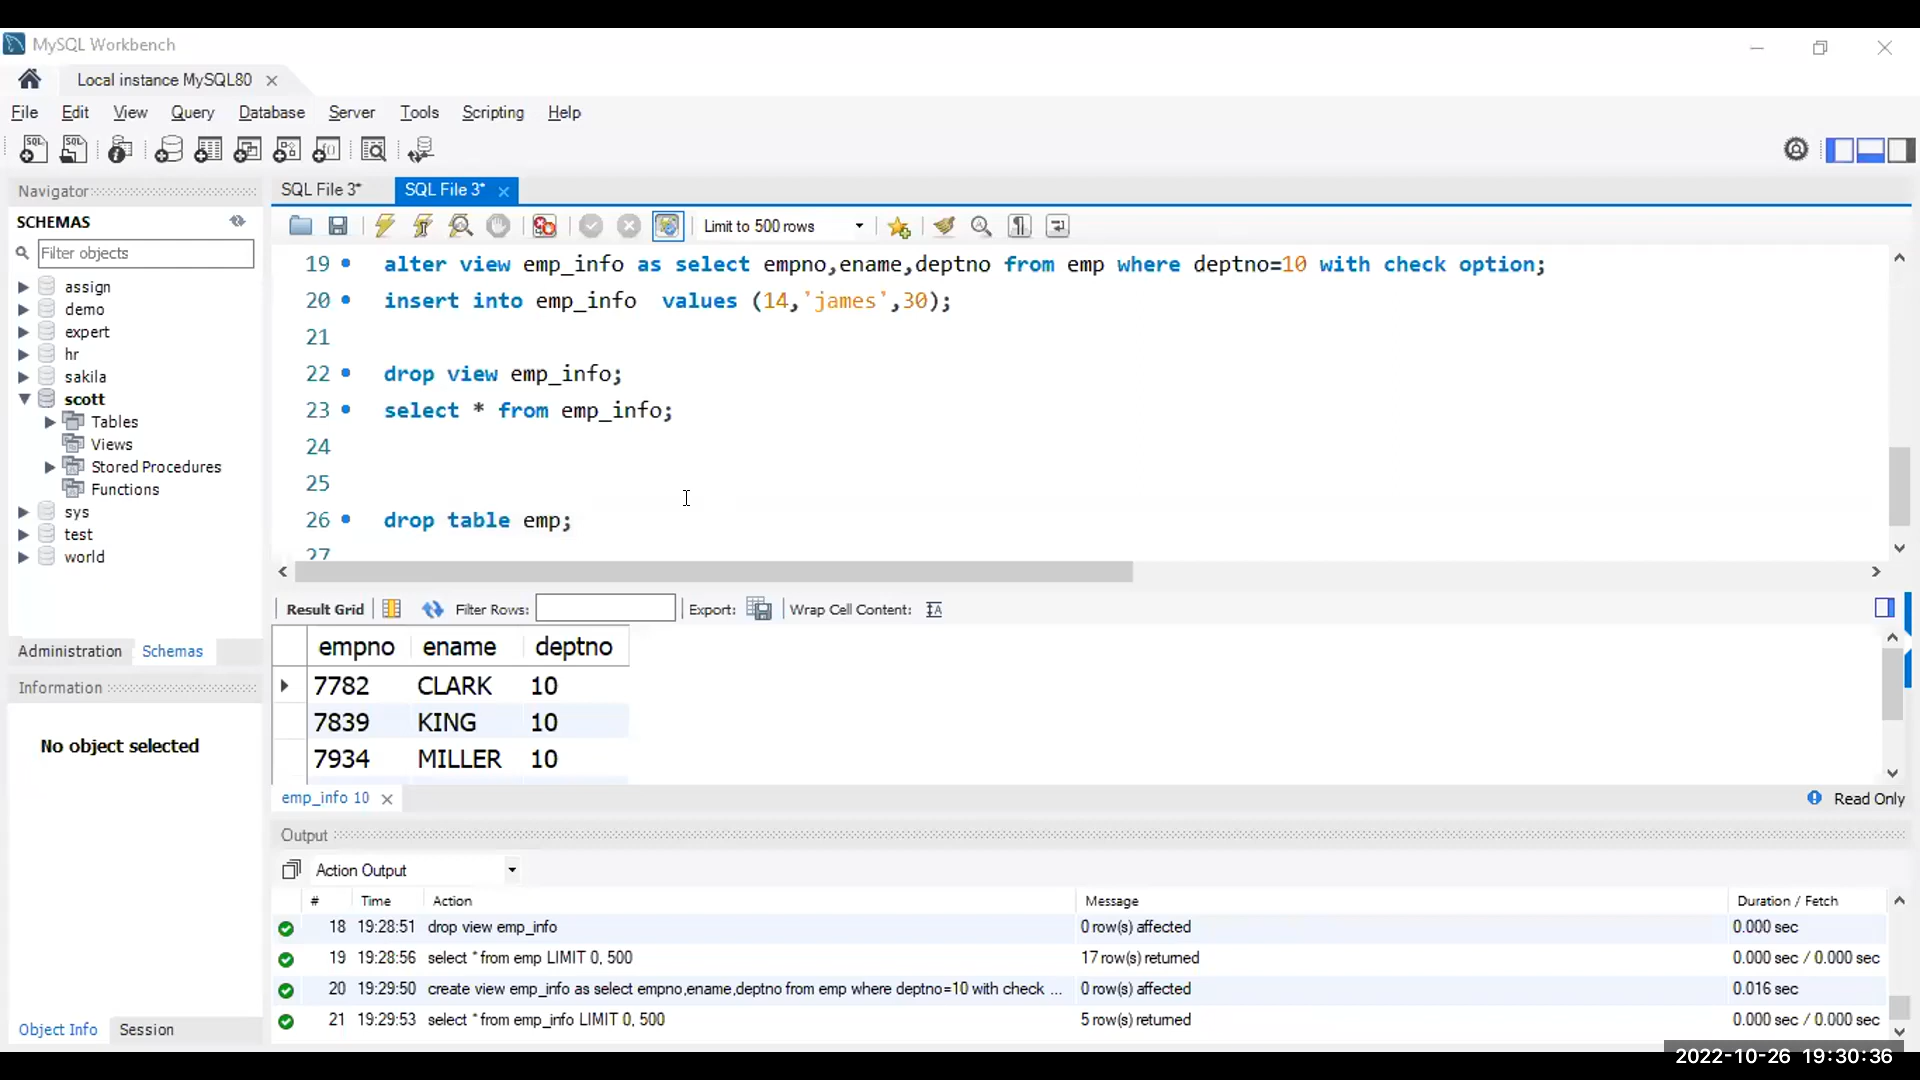 MySQL Workbench
Local instance MySQL80
File Edit View Query Database Server Tools Scripting Help
Navigator
SCHEMAS
Filter objects
assign
demo
expert
hr
sakila
scott
Tables
Views
Stored Procedures
Functions
sys
test
world
Administration Schemas
Information
No object selected
Object Info Session
SQL File 3* SQL File 3*
Limit to 500 rows
19 alter view emp_info as select empno,ename,deptno from emp where deptno=10 with check option;
20 insert into emp_info values (14,'james',30);
21
22 drop view emp_info;
23 select * from emp_info;
24
25
26 drop table emp;
27
Result Grid Filter Rows: Export: Wrap Cell Content:
empno ename deptno
7782 CLARK 10
7839 KING 10
7934 MILLER 10
emp_info 10 Read Only
Output
Action Output
# Time Action Message Duration / Fetch
18 19:28:51 drop view emp_info 0 row(s) affected 0.000 sec
19 19:28:56 select * from emp LIMIT 0, 500 17 row(s) returned 0.000 sec / 0.000 sec
20 19:29:50 create view emp_info as select empno,ename,deptno from emp where deptno=10 with check ... 0 row(s) affected 0.016 sec
21 19:29:53 select * from emp_info LIMIT 0, 500 5 row(s) returned 0.000 sec / 0.000 sec
2022-10-26 19:30:36